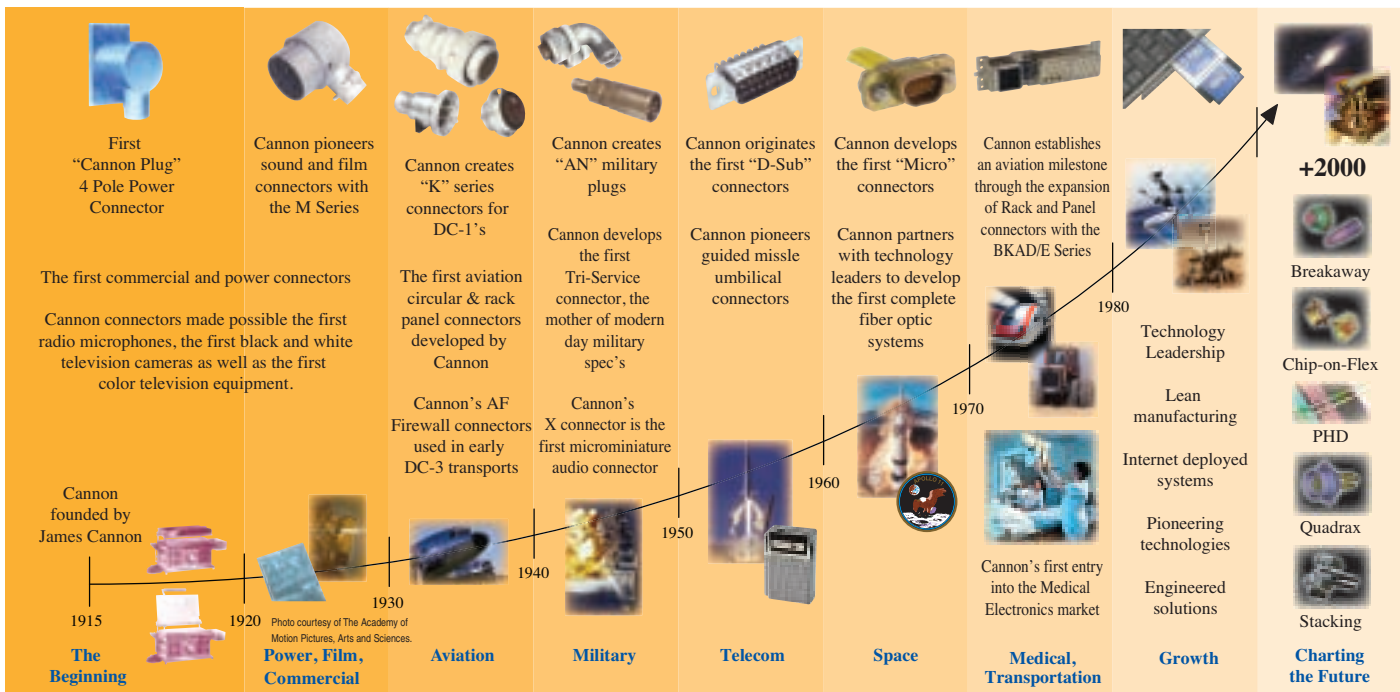 First
“Cannon Plug”
4 Pole Power
Connector
Cannon pioneers
sound and film
connectors with
the M Series
The first commercial and power connectors
Cannon connectors made possible the first
radio microphones, the first black and white
television cameras as well as the first
color television equipment.
Cannon
founded by
James Cannon
1915
1920
The
Beginning
Photo courtesy of The Academy of
Motion Pictures, Arts and Sciences.
Power, Film,
Commercial
Cannon creates
“K” series
connectors for
DC-1’s
The first aviation
circular & rack
panel connectors
developed by
Cannon
Cannon’s AF
Firewall connectors
used in early
DC-3 transports
1930
Aviation
Cannon creates
“AN” military
plugs
Cannon develops
the first
Tri-Service
connector, the
mother of modern
day military
spec’s
Cannon’s
X connector is the
first microminiature
audio connector
1940
Military
Cannon originates
the first “D-Sub”
connectors
Cannon pioneers
guided missle
umbilical
connectors
1950
Telecom
Cannon develops
the first “Micro”
connectors
Cannon partners
with technology
leaders to develop
the first complete
fiber optic
systems
1960
APOLLO 11
Space
Cannon establishes
an aviation milestone
through the expansion
of Rack and Panel
connectors with the
BKAD/E Series
1970
Cannon’s first entry
into the Medical
Electronics market
Medical,
Transportation
1980
Technology
Leadership
Lean
manufacturing
Internet deployed
systems
Pioneering
technologies
Engineered
solutions
Growth
+2000
Breakaway
Chip-on-Flex
PHD
Quadrax
Stacking
Charting
the Future